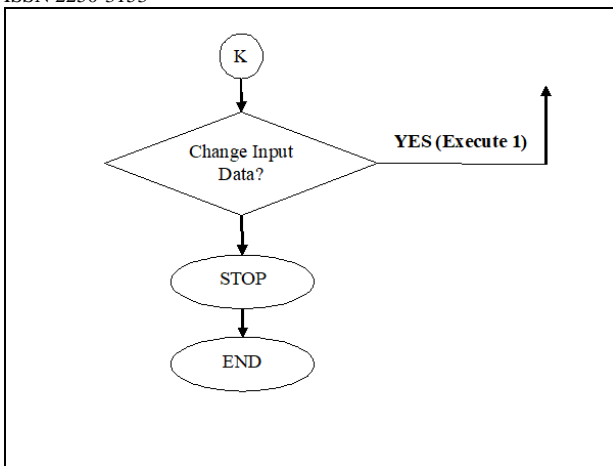 ISSN 2250-3153
K
YES (Execute 1)
Change Input
Data?
STOP
END